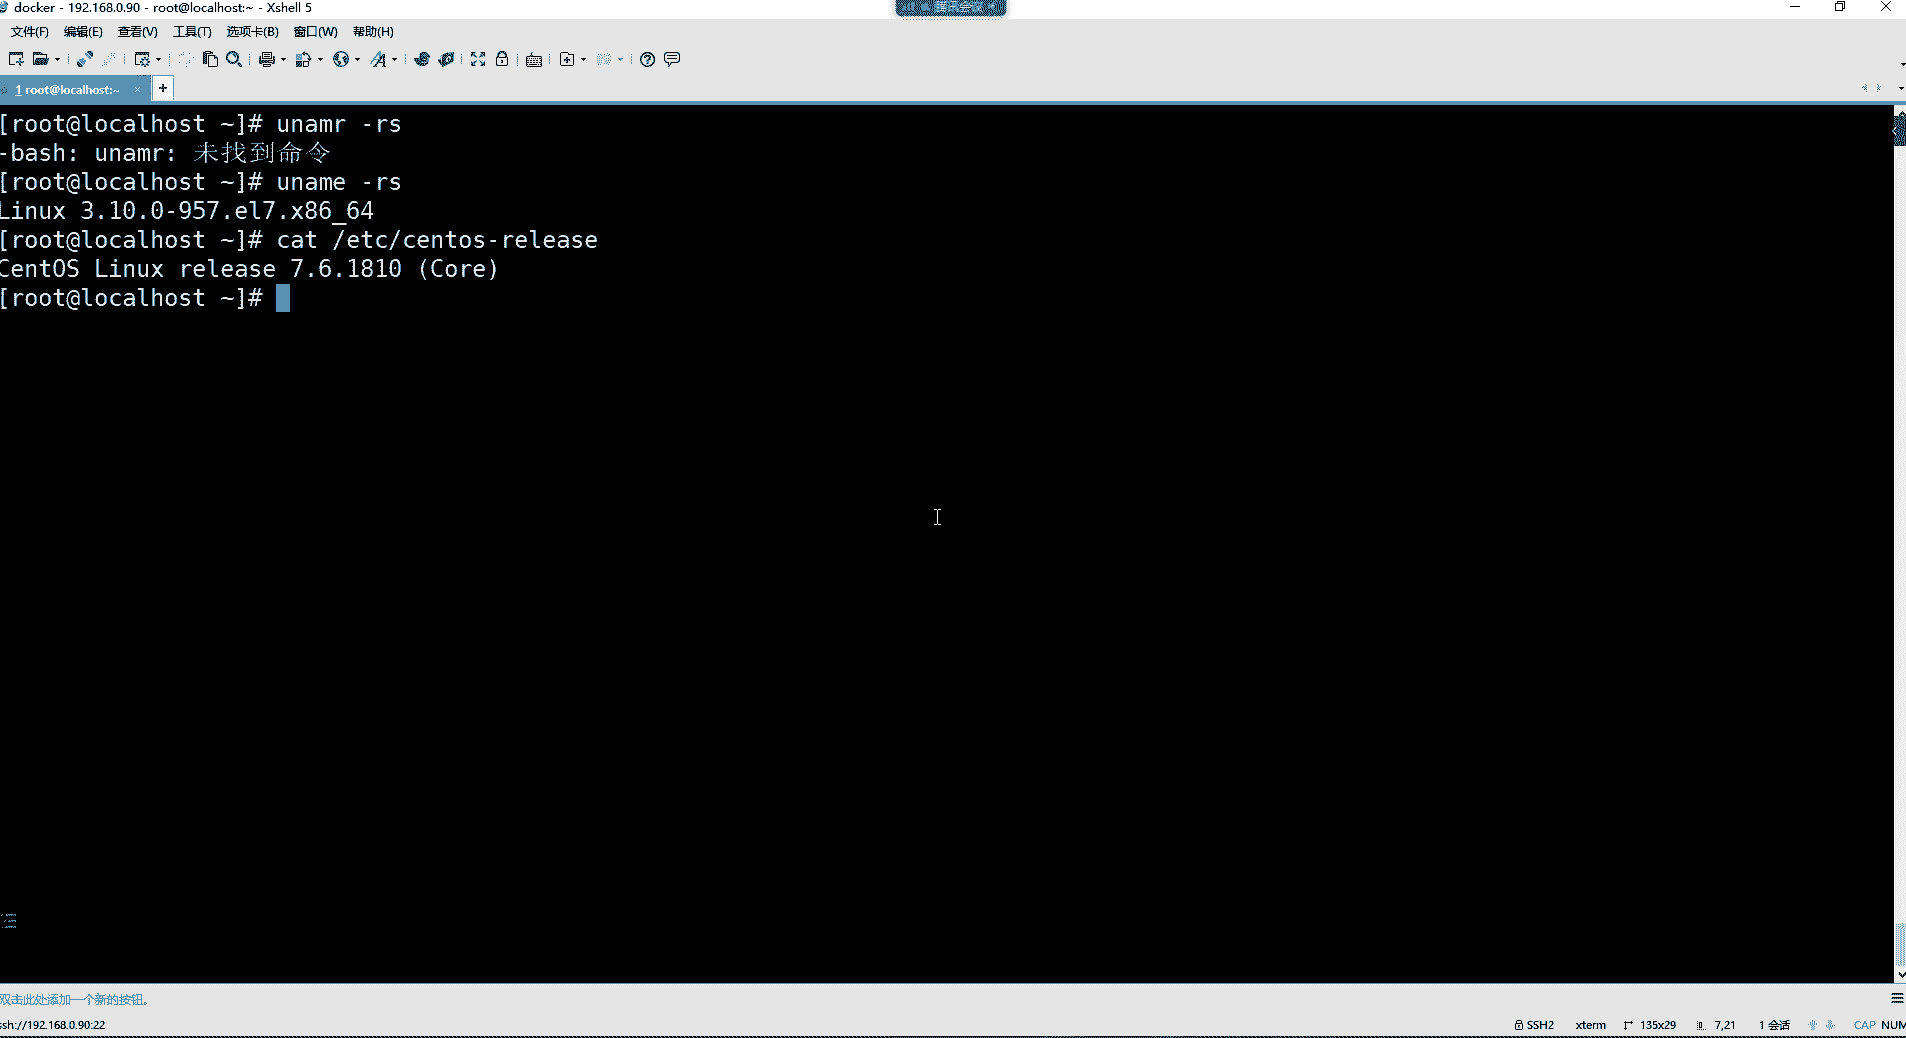 docker - 192.168.0.90 - root@localhost:~ - Xshell 5
腾讯会议
文件(F) 编辑(E) 查看(V) 工具(T) 选项卡(B) 窗口(W) 帮助(H)
1 root@localhost:~ × +
[root@localhost ~]# unamr -rs
-bash: unamr: 未找到命令
[root@localhost ~]# uname -rs
Linux 3.10.0-957.el7.x86_64
[root@localhost ~]# cat /etc/centos-release
CentOS Linux release 7.6.1810 (Core)
[root@localhost ~]#
双击此处添加一个新的按钮。
ssh://192.168.0.90:22 SSH2 xterm 135x29 7,21 1 会话 CAP NUM